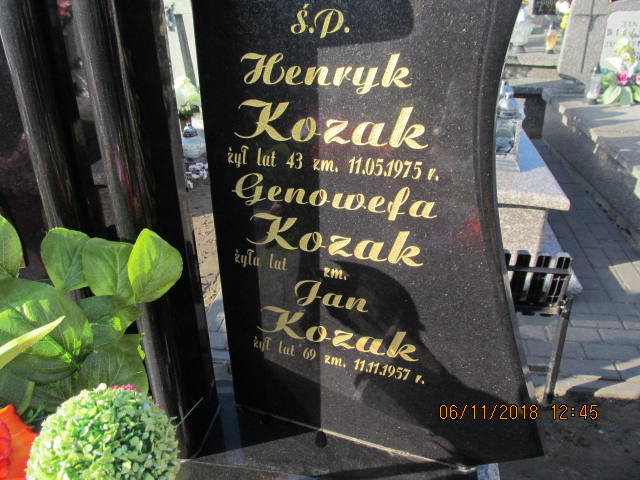 Ś.P.
Henryk
Kozak
żył lat 43 zm. 11.05.1975 r.
Genowefa
Kozak
żyła lat zm.
Jan
Kozak
żył lat 69 zm. 11.11.1957 r.
06/11/2018 12:45